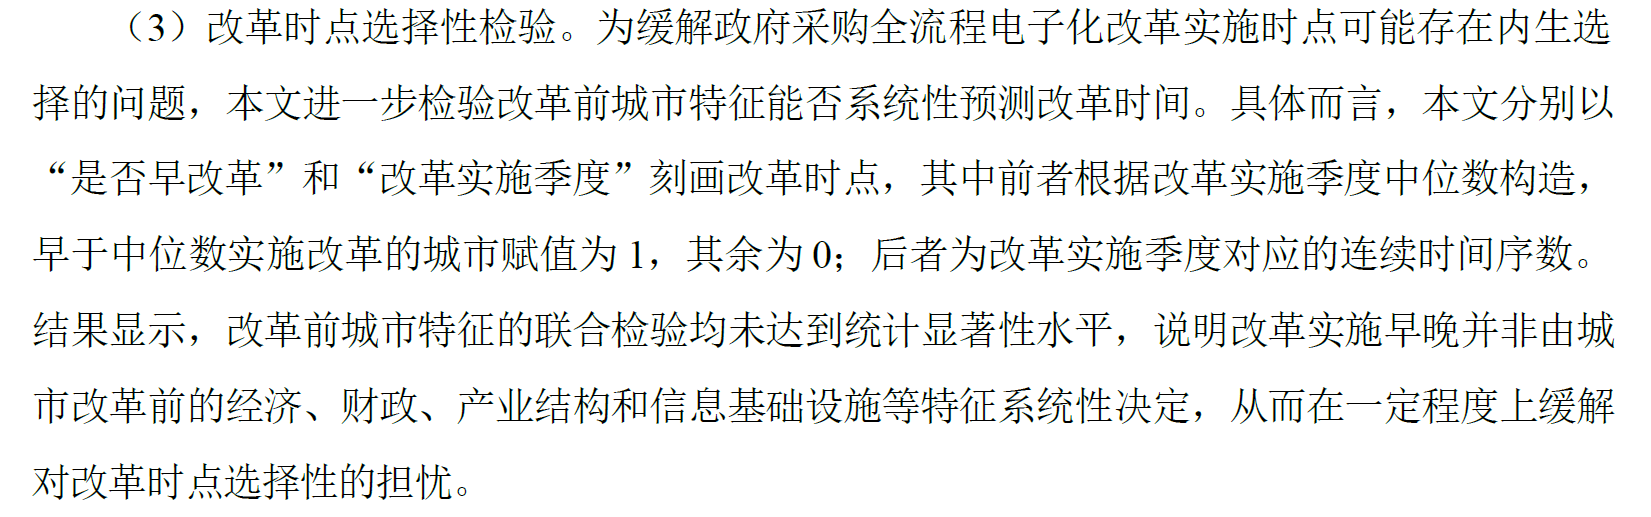 （3）改革时点选择性检验。为缓解政府采购全流程电子化改革实施时点可能存在内生选
择的问题，本文进一步检验改革前城市特征能否系统性预测改革时间。具体而言，本文分别以
“是否早改革”和“改革实施季度”刻画改革时点，其中前者根据改革实施季度中位数构造，
早于中位数实施改革的城市赋值为 1，其余为 0；后者为改革实施季度对应的连续时间序数。
结果显示，改革前城市特征的联合检验均未达到统计显著性水平，说明改革实施早晚并非由城
市改革前的经济、财政、产业结构和信息基础设施等特征系统性决定，从而在一定程度上缓解
对改革时点选择性的担忧。